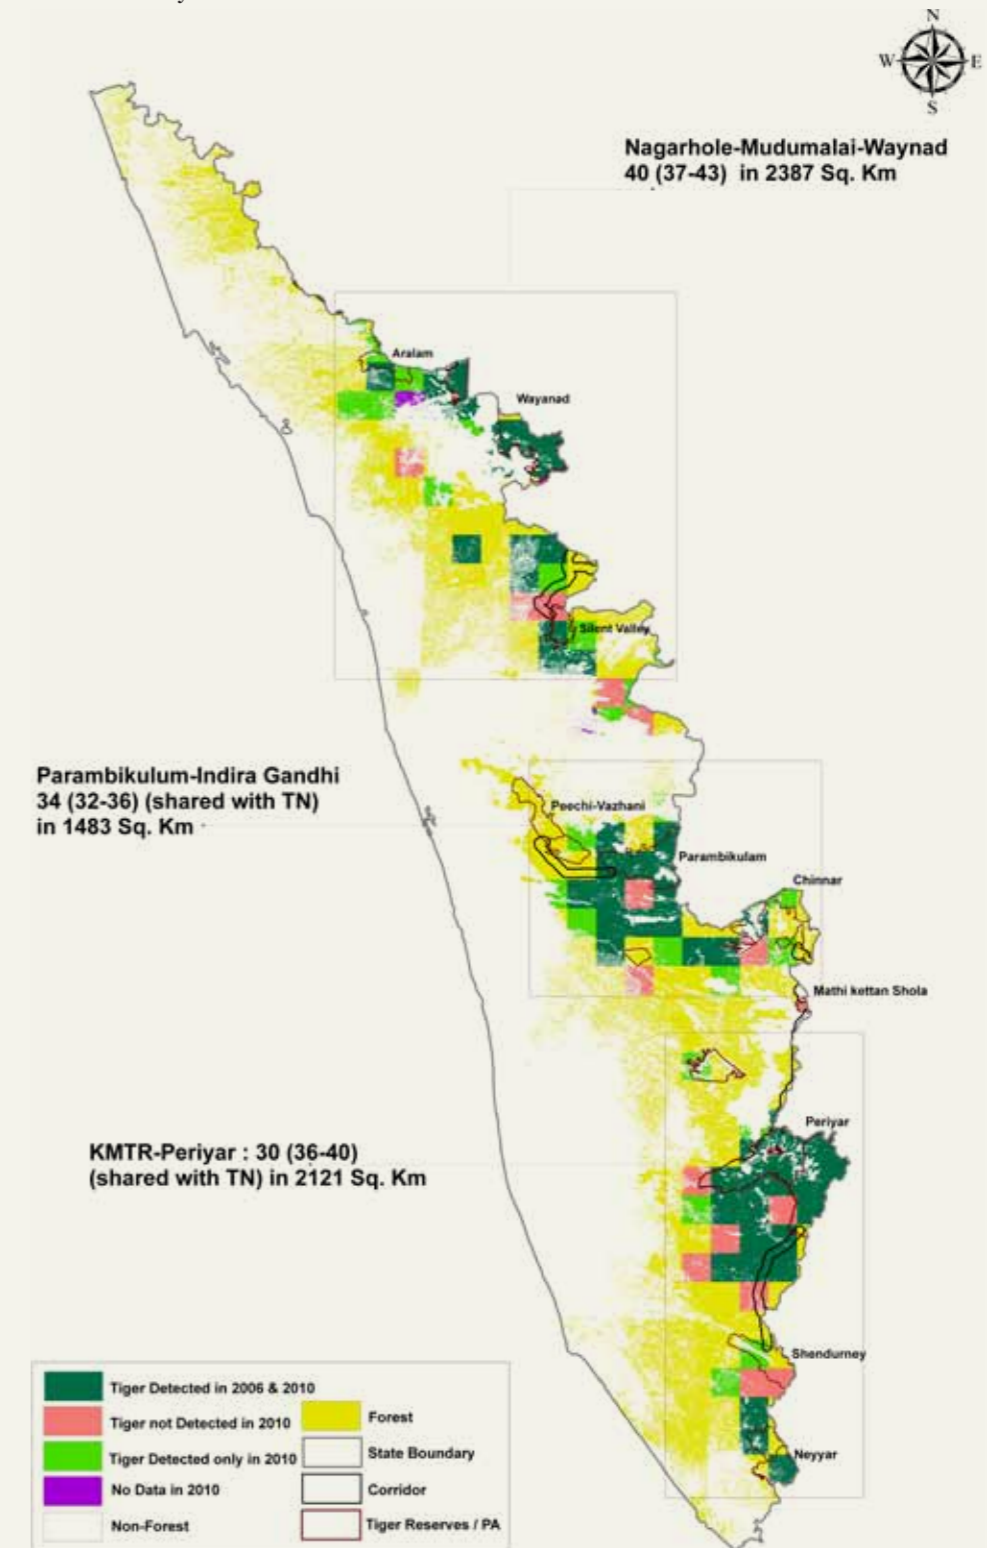 N
W
E
S
Nagarhole-Mudumalai-Waynad
40 (37-43) in 2387 Sq. Km
Aralam
Wayanad
Silent Valley
Parambikulum-Indira Gandhi
34 (32-36) (shared with TN)
in 1483 Sq. Km
Peechi-Vazhani
Parambikulam
Chinnar
Mathi kettan Shola
KMTR-Periyar : 30 (36-40)
(shared with TN) in 2121 Sq. Km
Periyar
Shendurney
Neyyar
Tiger Detected in 2006 & 2010
Tiger not Detected in 2010
Tiger Detected only in 2010
No Data in 2010
Non-Forest
Forest
State Boundary
Corridor
Tiger Reserves / PA